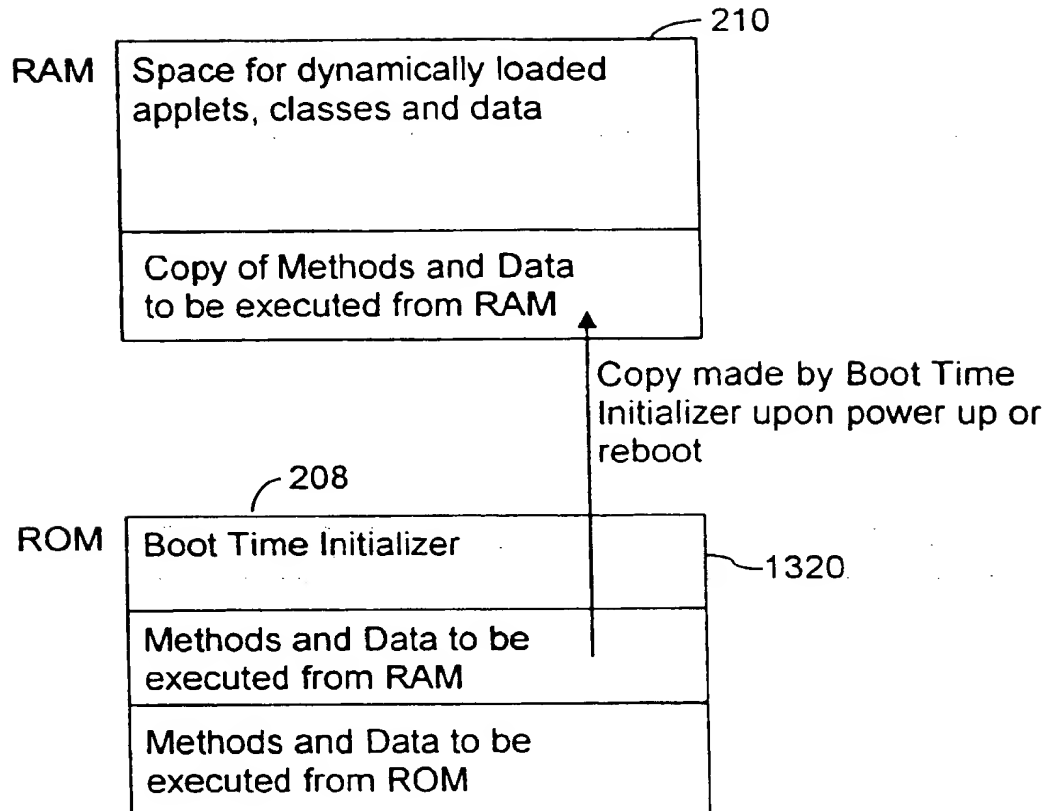 210
RAM
Space for dynamically loaded
applets, classes and data
Copy of Methods and Data
to be executed from RAM
Copy made by Boot Time
Initializer upon power up or
reboot
208
ROM
Boot Time Initializer
1320
Methods and Data to be
executed from RAM
Methods and Data to be
executed from ROM